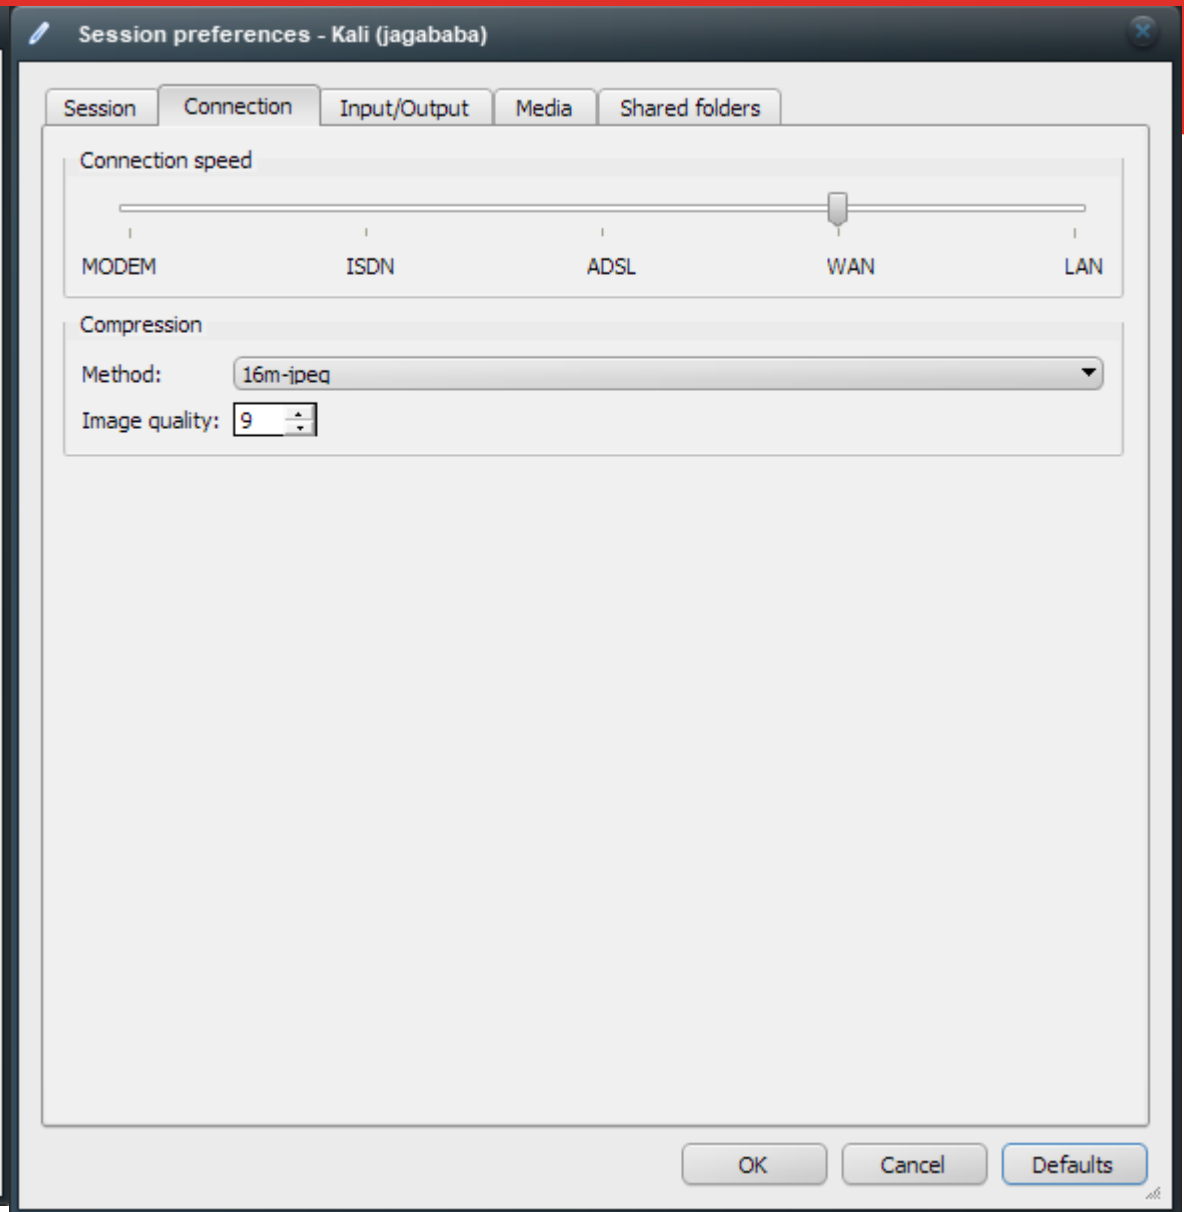 Session preferences - Kali (jagababa)
Session Connection Input/Output Media Shared folders
Connection speed
MODEM ISDN ADSL WAN LAN
Compression
Method: 16m-jpeg
Image quality: 9
OK Cancel Defaults